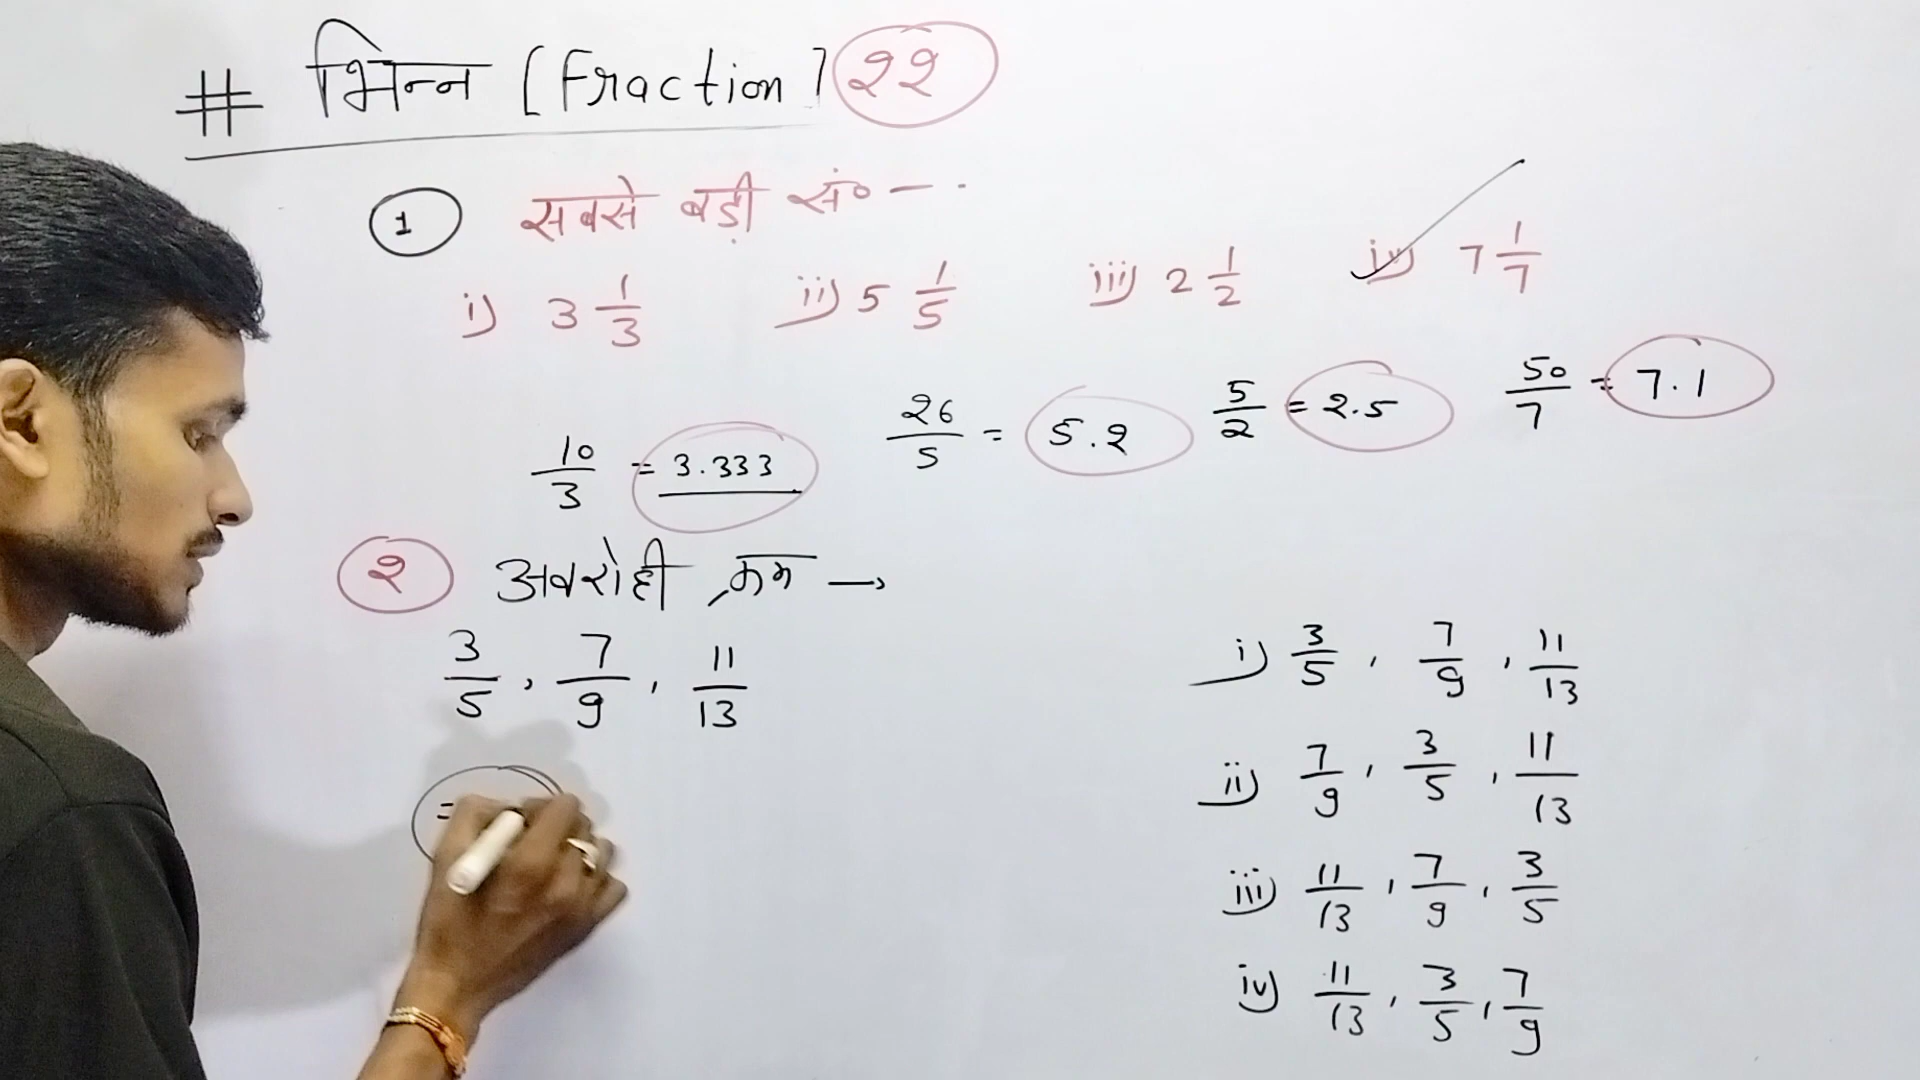 # भिन्न [Fraction] 22
1 सबसे बड़ी सं० - .
i) 3 1/3 ii) 5 1/5 iii) 2 1/2 iv) 7 1/7
10/3 = 3.333 26/5 = 5.2 5/2 = 2.5 50/7 = 7.1
2 अवरोही क्रम →
3/5, 7/9, 11/13
=
i) 3/5, 7/9, 11/13
ii) 7/9, 3/5, 11/13
iii) 11/13, 7/9, 3/5
iv) 11/13, 3/5, 7/9